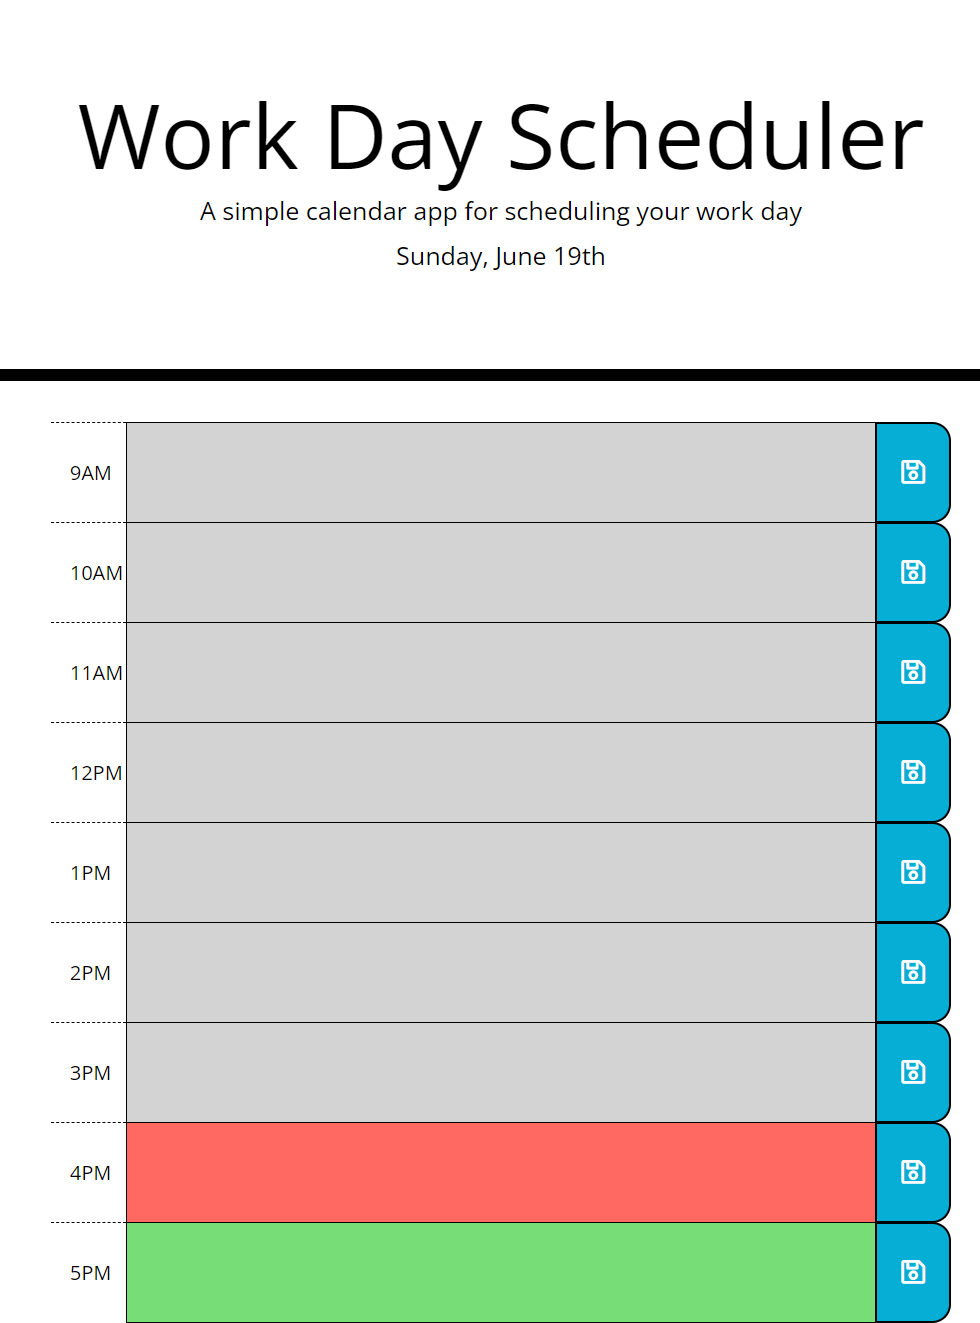 Work Day Scheduler
A simple calendar app for scheduling your work day
Sunday, June 19th
9AM
10AM
11AM
12PM
1PM
2PM
3PM
4PM
5PM